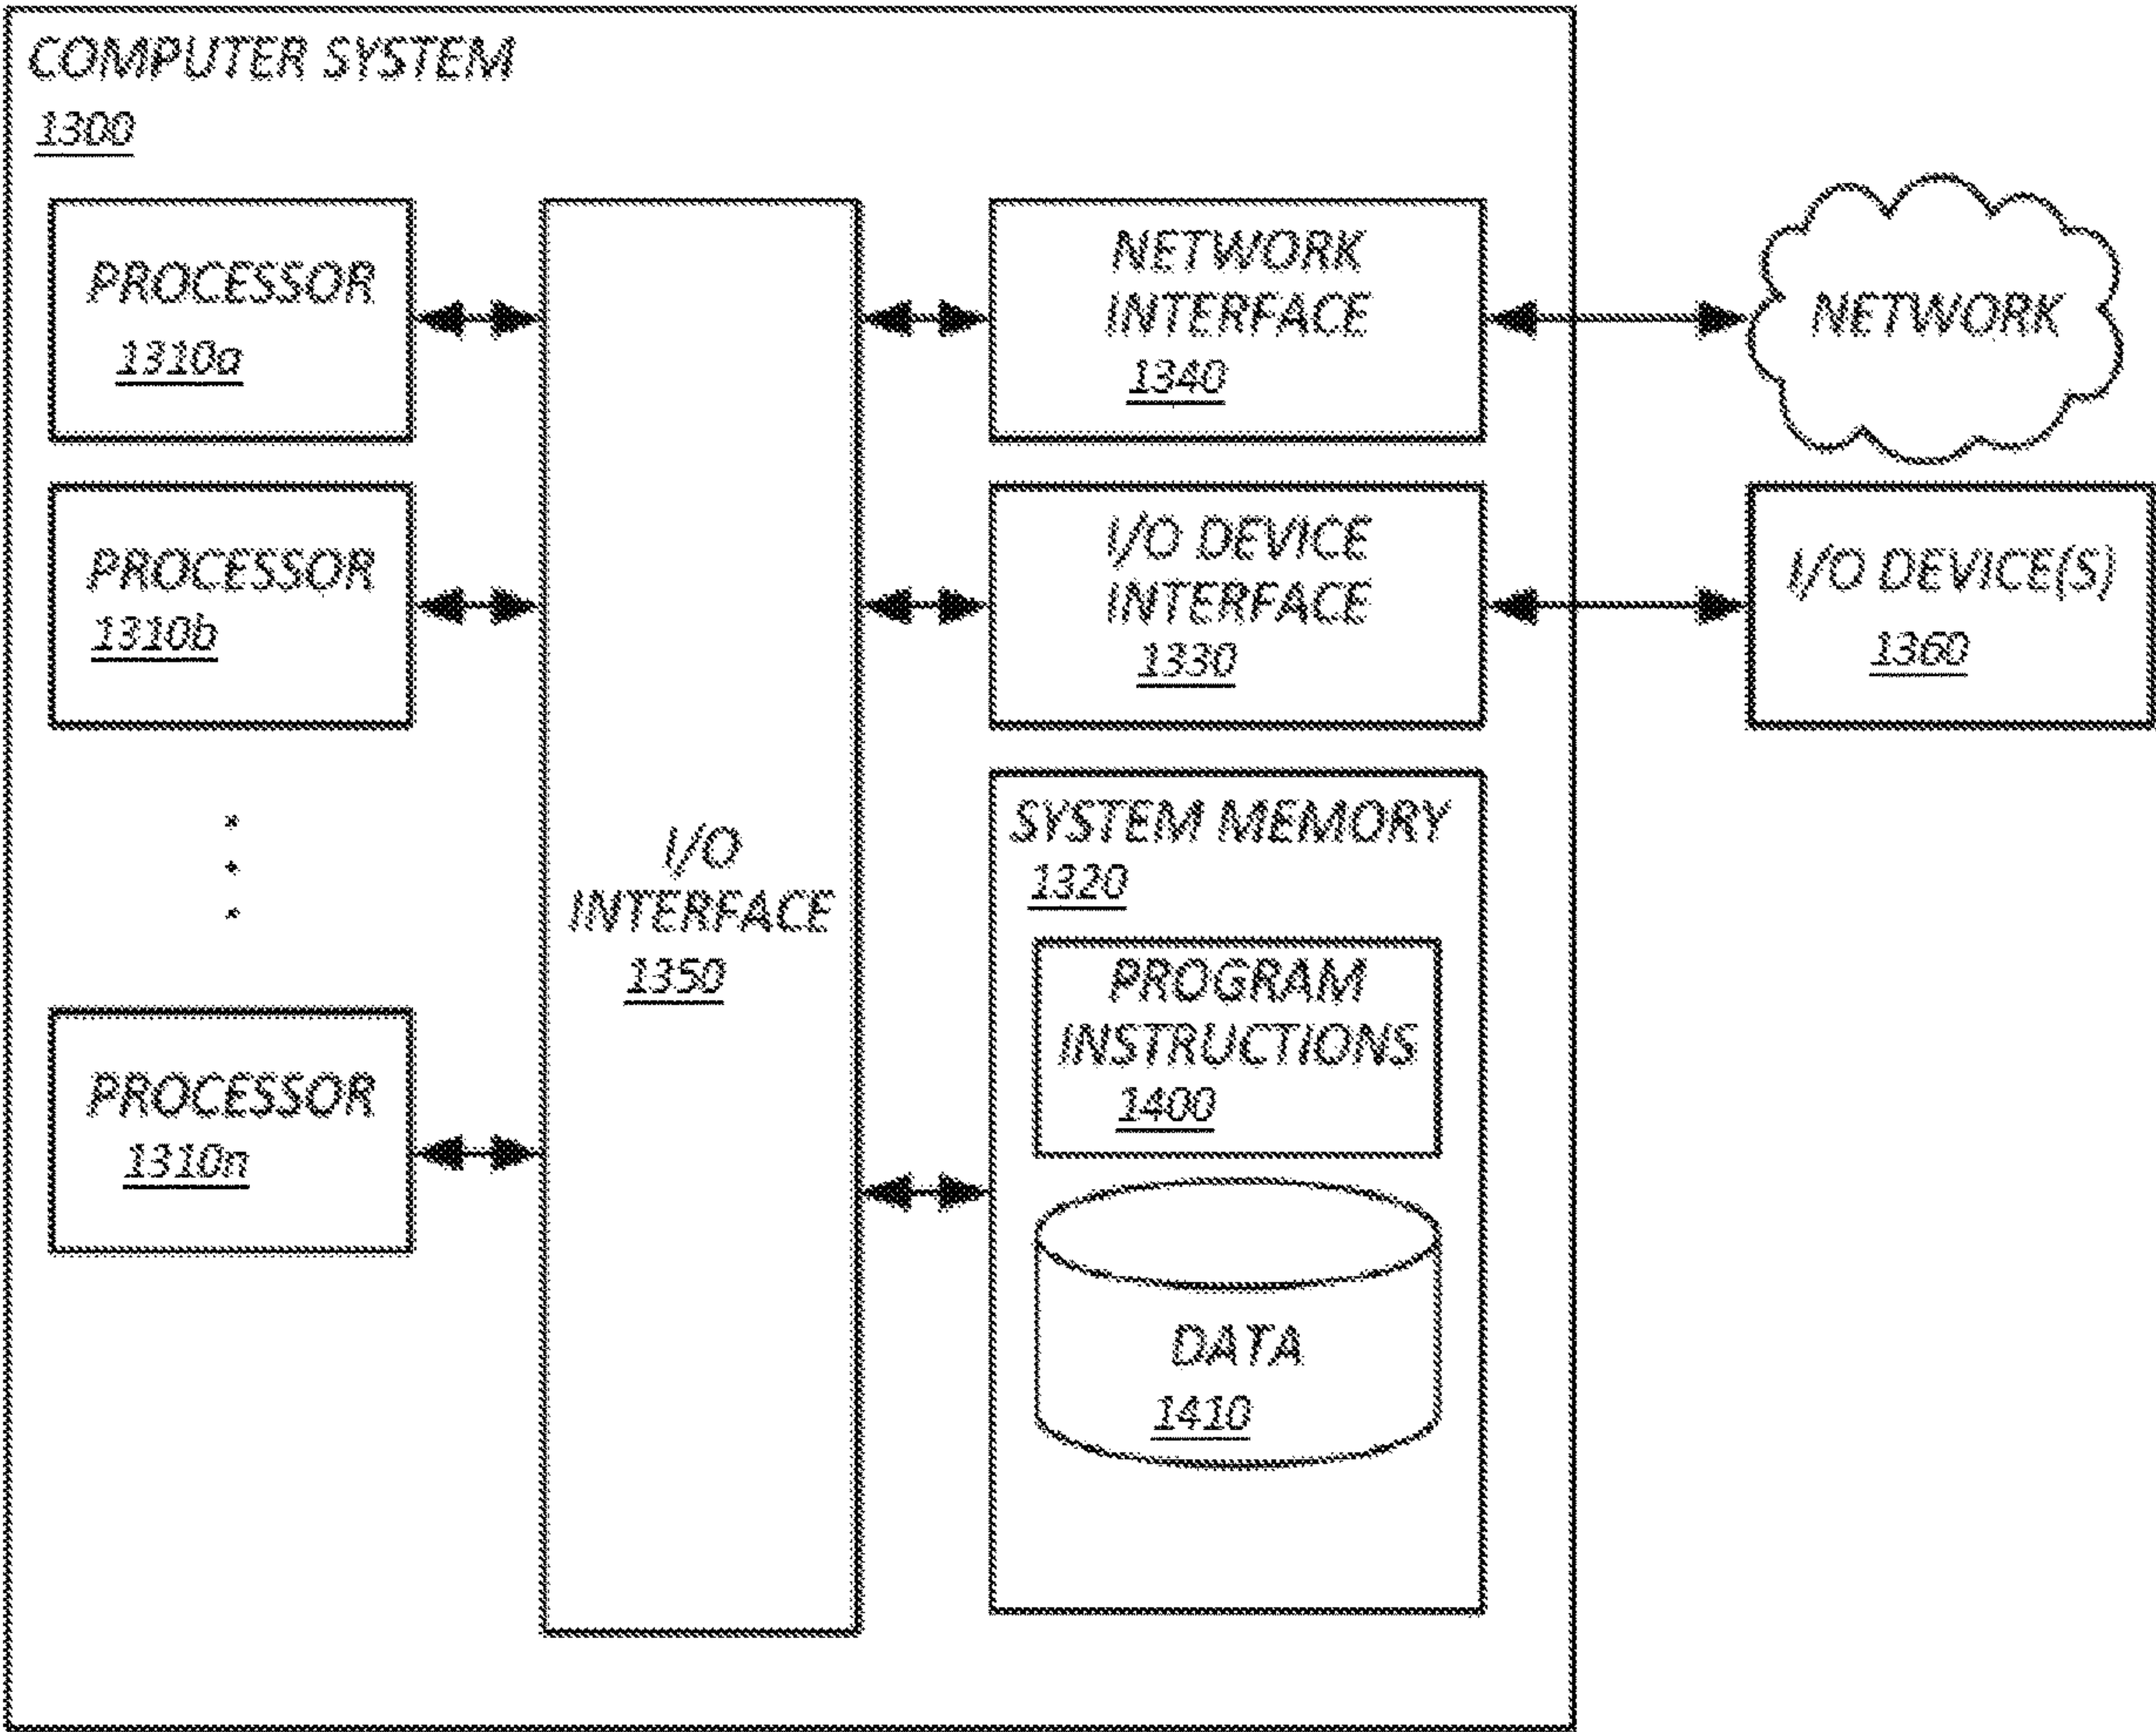 COMPUTER SYSTEM
1300
PROCESSOR
1310a
PROCESSOR
1310b
PROCESSOR
1310n
I/O
INTERFACE
1350
NETWORK
INTERFACE
1340
I/O DEVICE
INTERFACE
1330
SYSTEM MEMORY
1320
PROGRAM
INSTRUCTIONS
1400
DATA
1410
NETWORK
I/O DEVICE(S)
1360